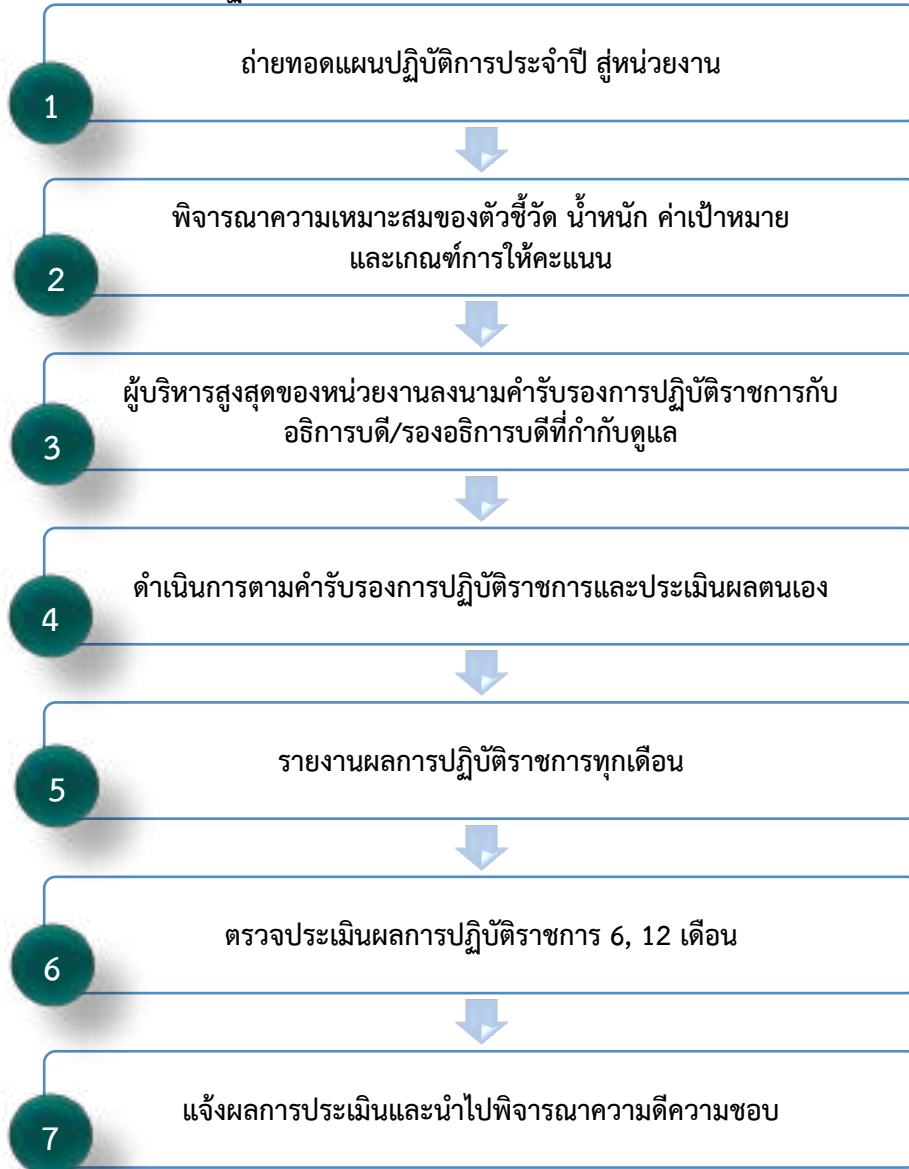 1
ถ่ายทอดแผนปฏิบัติการประจำปี สู่หน่วยงาน
2
พิจารณาความเหมาะสมของตัวชี้วัด น้ำหนัก ค่าเป้าหมาย
และเกณฑ์การให้คะแนน
3
ผู้บริหารสูงสุดของหน่วยงานลงนามคำรับรองการปฏิบัติราชการกับ
อธิการบดี/รองอธิการบดีที่กำกับดูแล
4
ดำเนินการตามคำรับรองการปฏิบัติราชการและประเมินผลตนเอง
5
รายงานผลการปฏิบัติราชการทุกเดือน
6
ตรวจประเมินผลการปฏิบัติราชการ 6, 12 เดือน
7
แจ้งผลการประเมินและนำไปพิจารณาความดีความชอบ